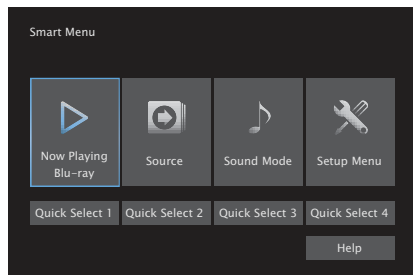 Smart Menu
Now Playing
Blu-ray
Source
Sound Mode
Setup Menu
Quick Select 1
Quick Select 2
Quick Select 3
Quick Select 4
Help